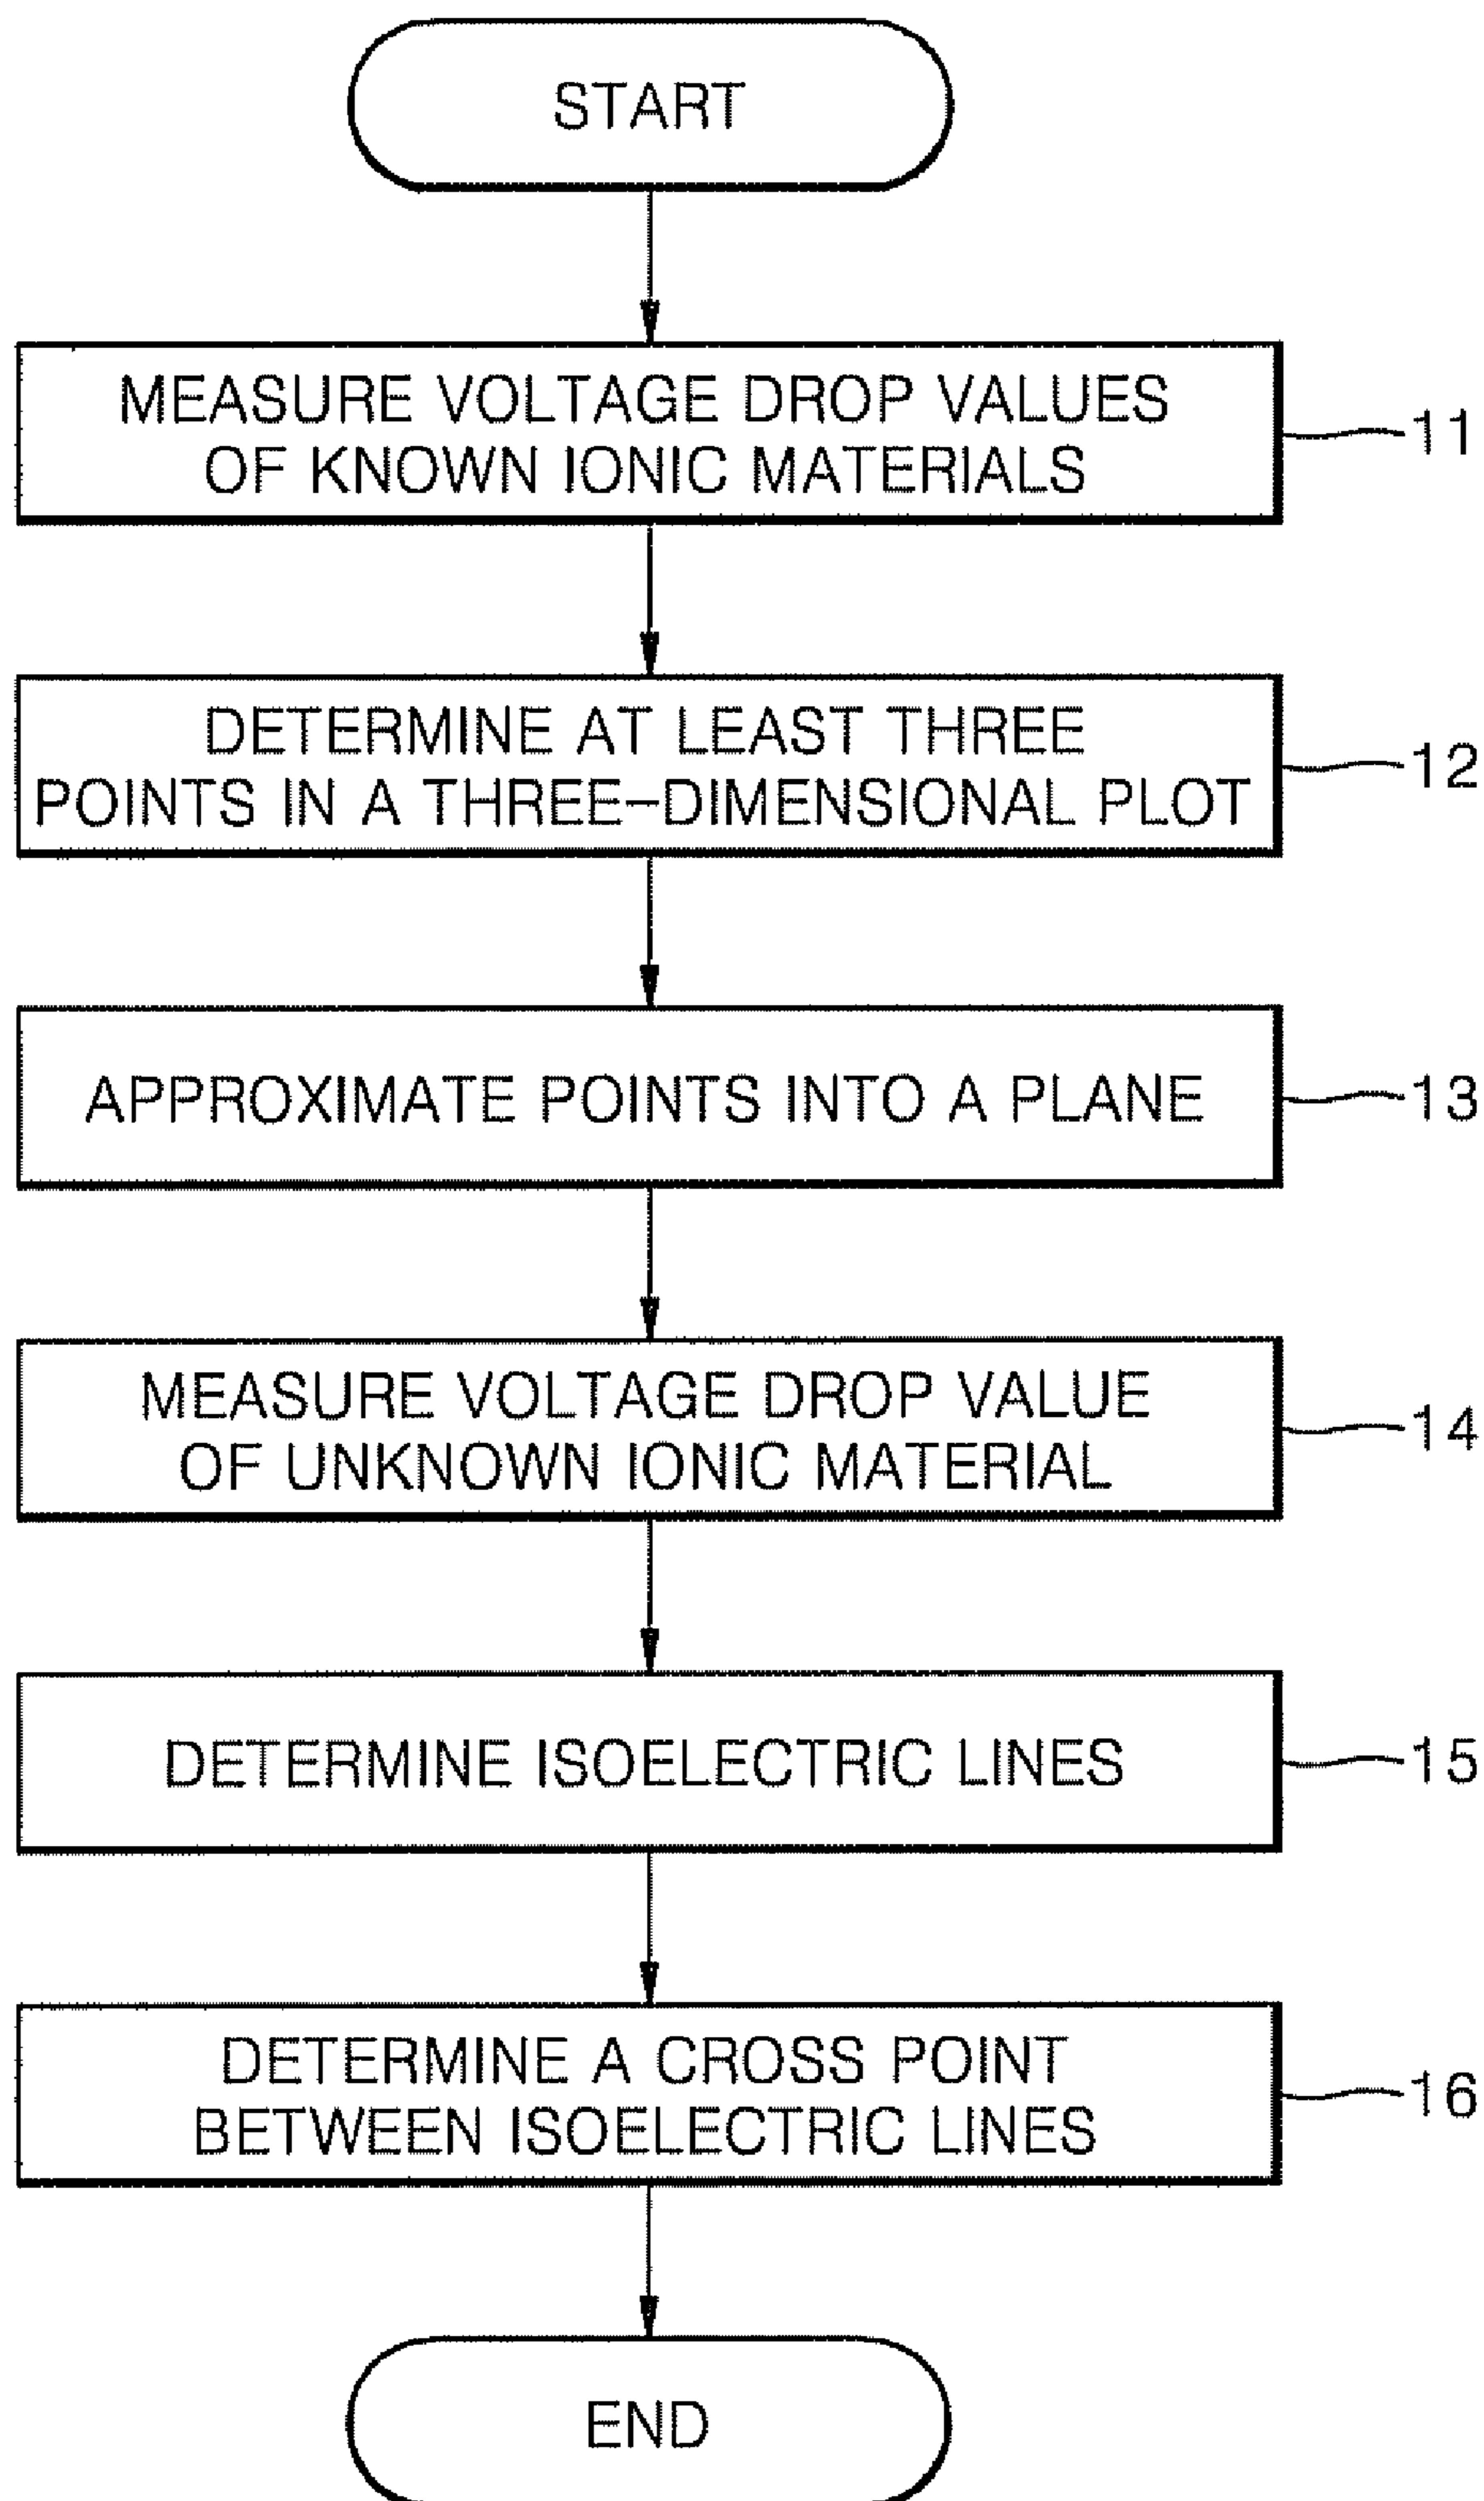 START
MEASURE VOLTAGE DROP VALUES
OF KNOWN IONIC MATERIALS
11
DETERMINE AT LEAST THREE
POINTS IN A THREE-DIMENSIONAL PLOT
12
APPROXIMATE POINTS INTO A PLANE
13
MEASURE VOLTAGE DROP VALUE
OF UNKNOWN IONIC MATERIAL
14
DETERMINE ISOELECTRIC LINES
15
DETERMINE A CROSS POINT
BETWEEN ISOELECTRIC LINES
16
END